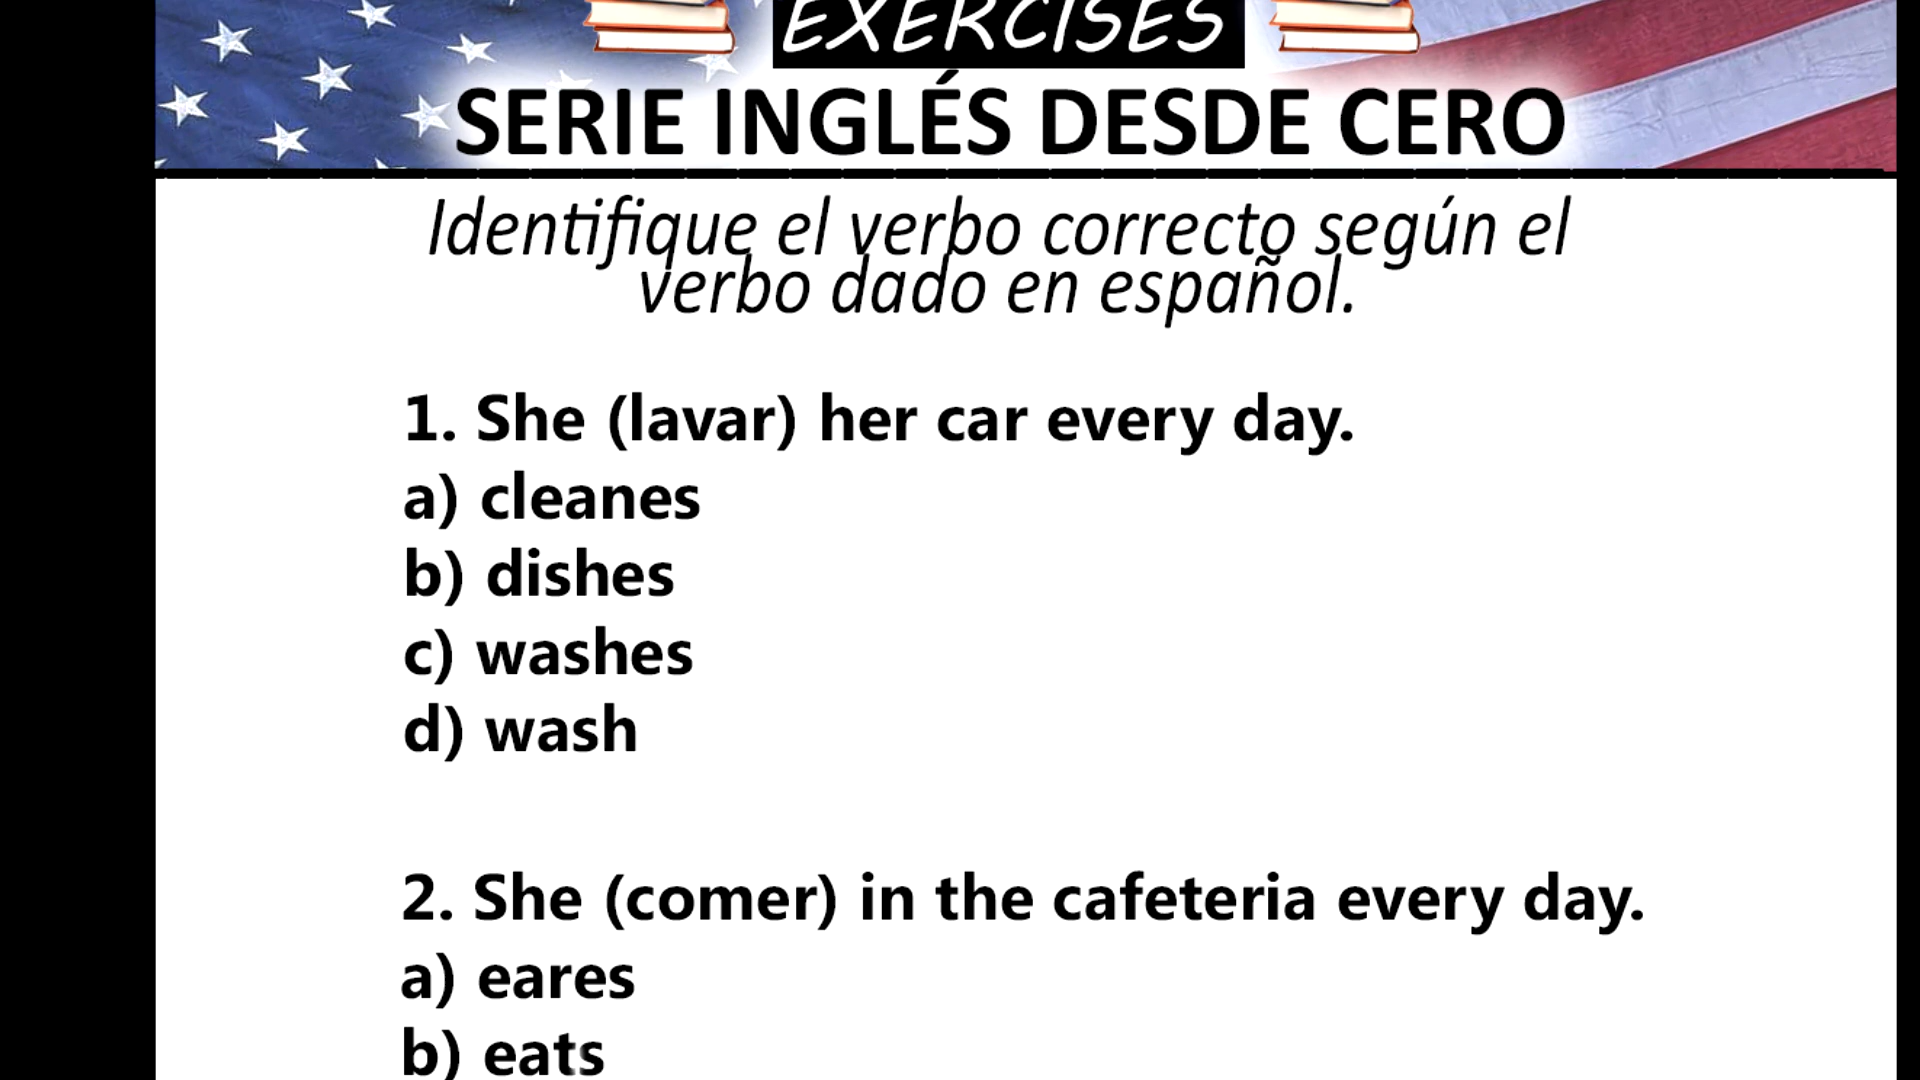 EXERCISES
SERIE INGLÉS DESDE CERO
Identifique el verbo correcto según el
verbo dado en español.
1. She (lavar) her car every day.
a) cleanes
b) dishes
c) washes
d) wash
2. She (comer) in the cafeteria every day.
a) eares
b) eats